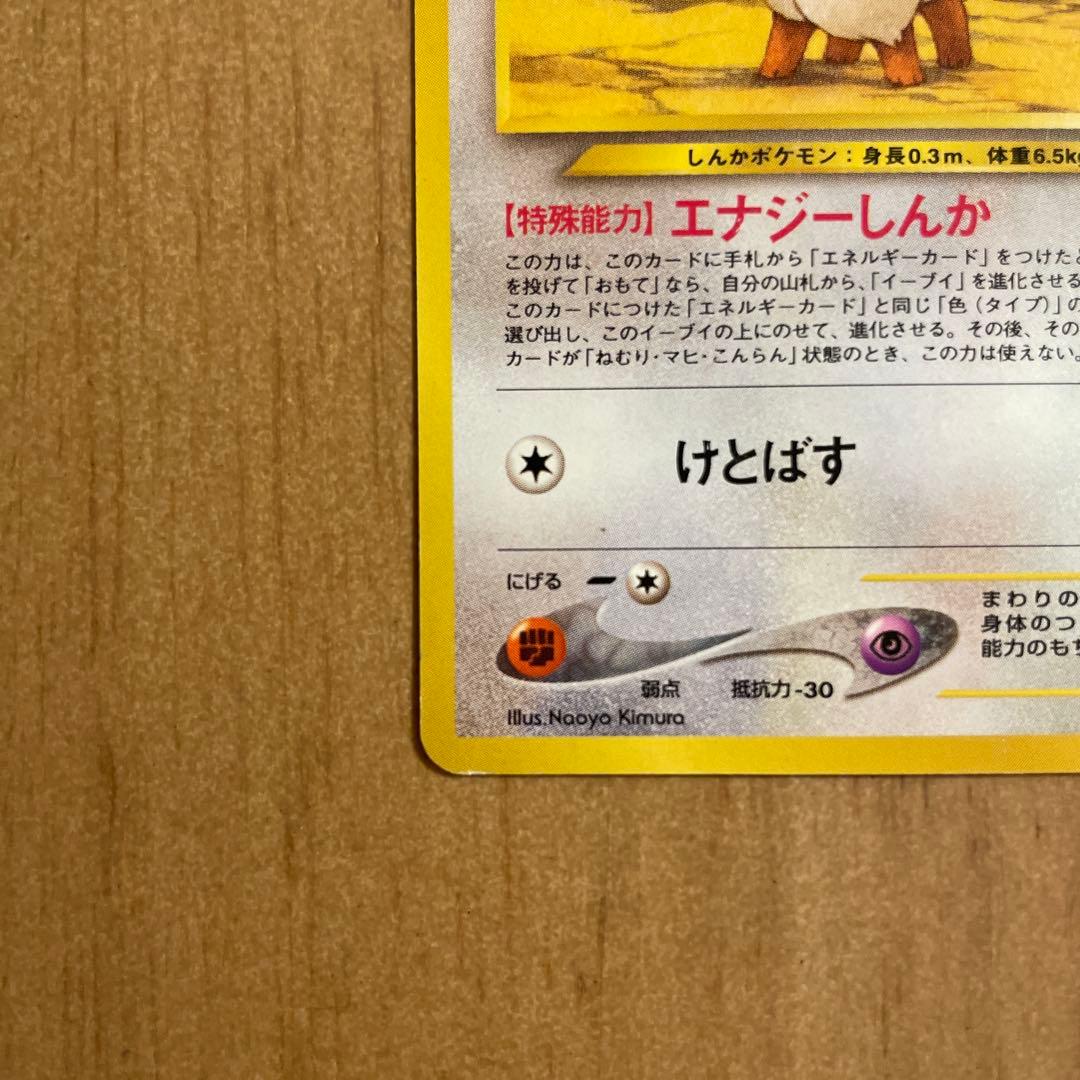 しんかポケモン：身長0.3m、体重6.5kg
【特殊能力】エナジーしんか
この力は、このカードに手札から「エネルギーカード」をつけたと
を投げて「おもて」なら、自分の山札から、「イーブイ」を進化させる
このカードにつけた「エネルギーカード」と同じ「色（タイプ）」の
選び出し、このイーブイの上にのせて、進化させる。その後、その
カードが「ねむり・マヒ・こんらん」状態のとき、この力は使えない。
けとばす
にげる
まわりの
身体のつ
能力のもち
弱点 抵抗力-30
Illus.Naoyo Kimura